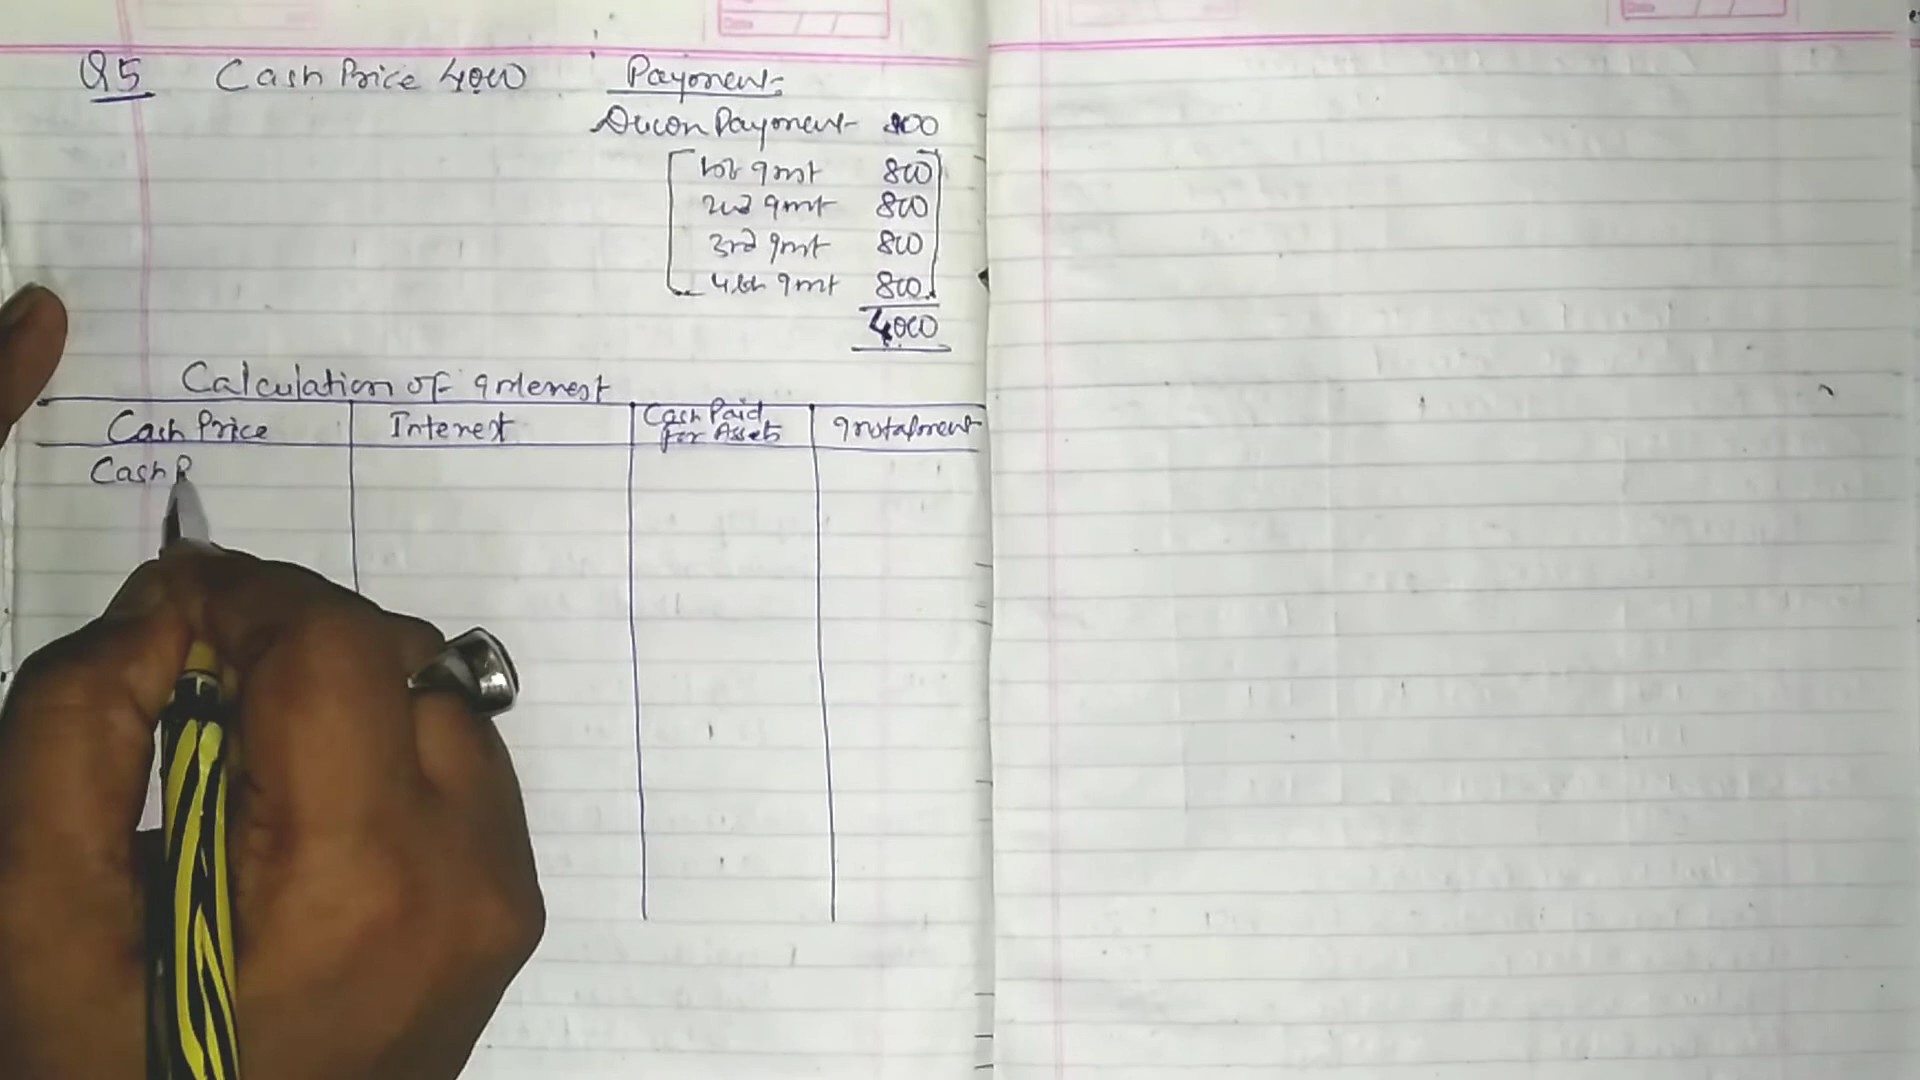 Q5 Cash Price 4000 Payment
Down Payment 800
1st Inst 800
2nd Inst 800
3rd Inst 800
4th Inst 800
4000
Calculation of Interest
Cash Price Interest Cash Paid for Assets Instalment
Cash P